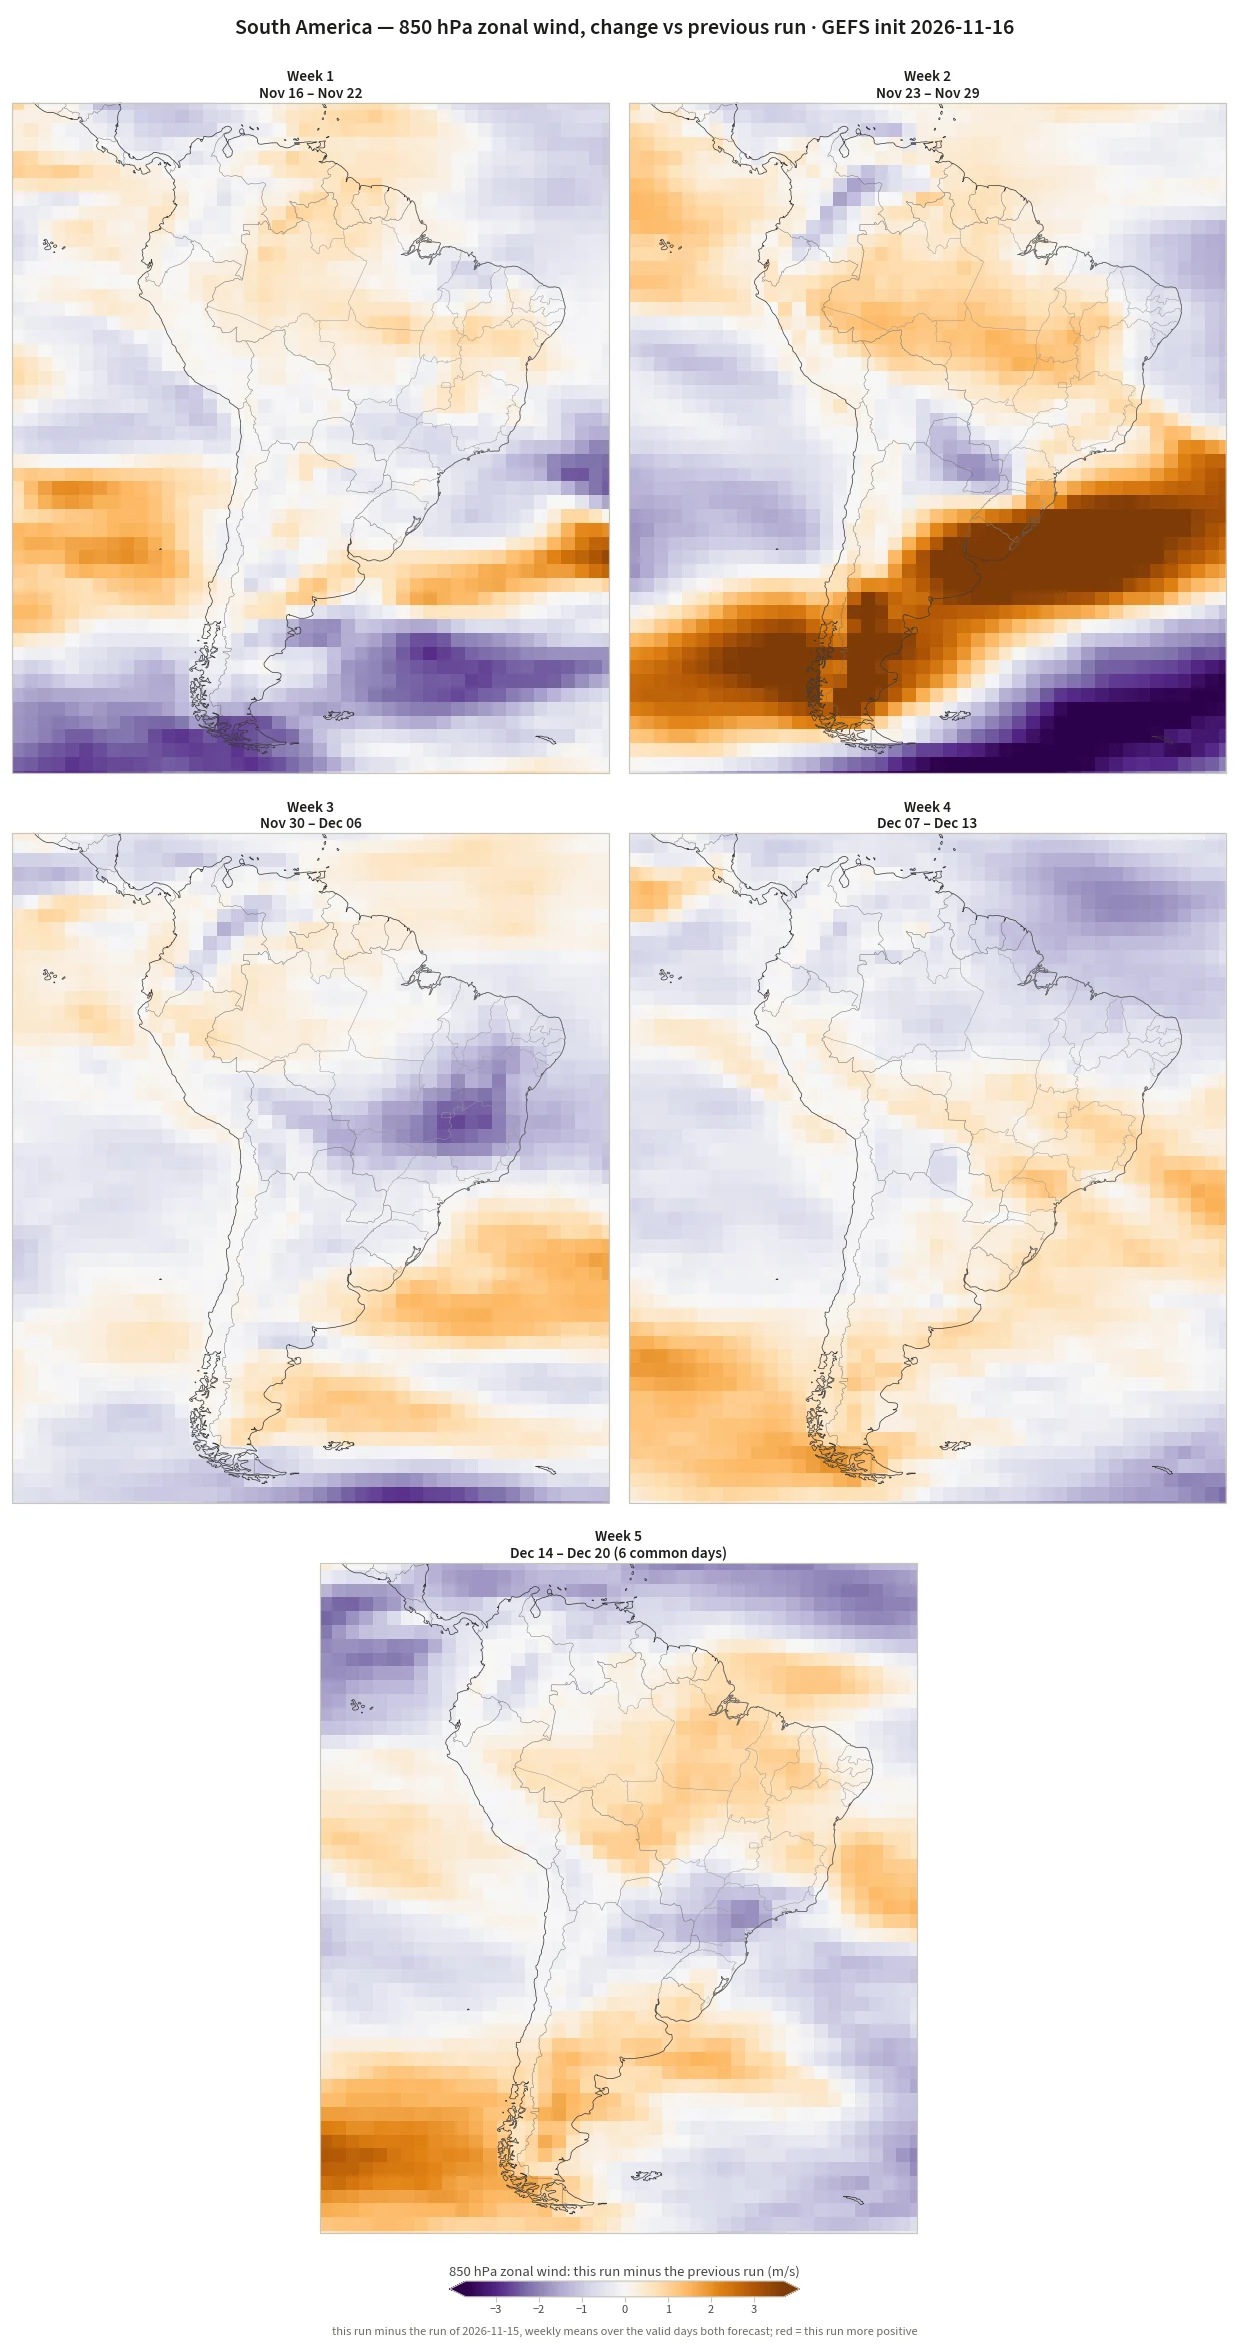 South America — 850 hPa zonal wind, change vs previous run · GEFS init 2026-11-16
Week 1
Nov 16 – Nov 22
Week 2
Nov 23 – Nov 29
Week 3
Nov 30 – Dec 06
Week 4
Dec 07 – Dec 13
Week 5
Dec 14 – Dec 20 (6 common days)
850 hPa zonal wind: this run minus the previous run (m/s)
−3 −2 −1 0 1 2 3
this run minus the run of 2026-11-15, weekly means over the valid days both forecast; red = this run more positive